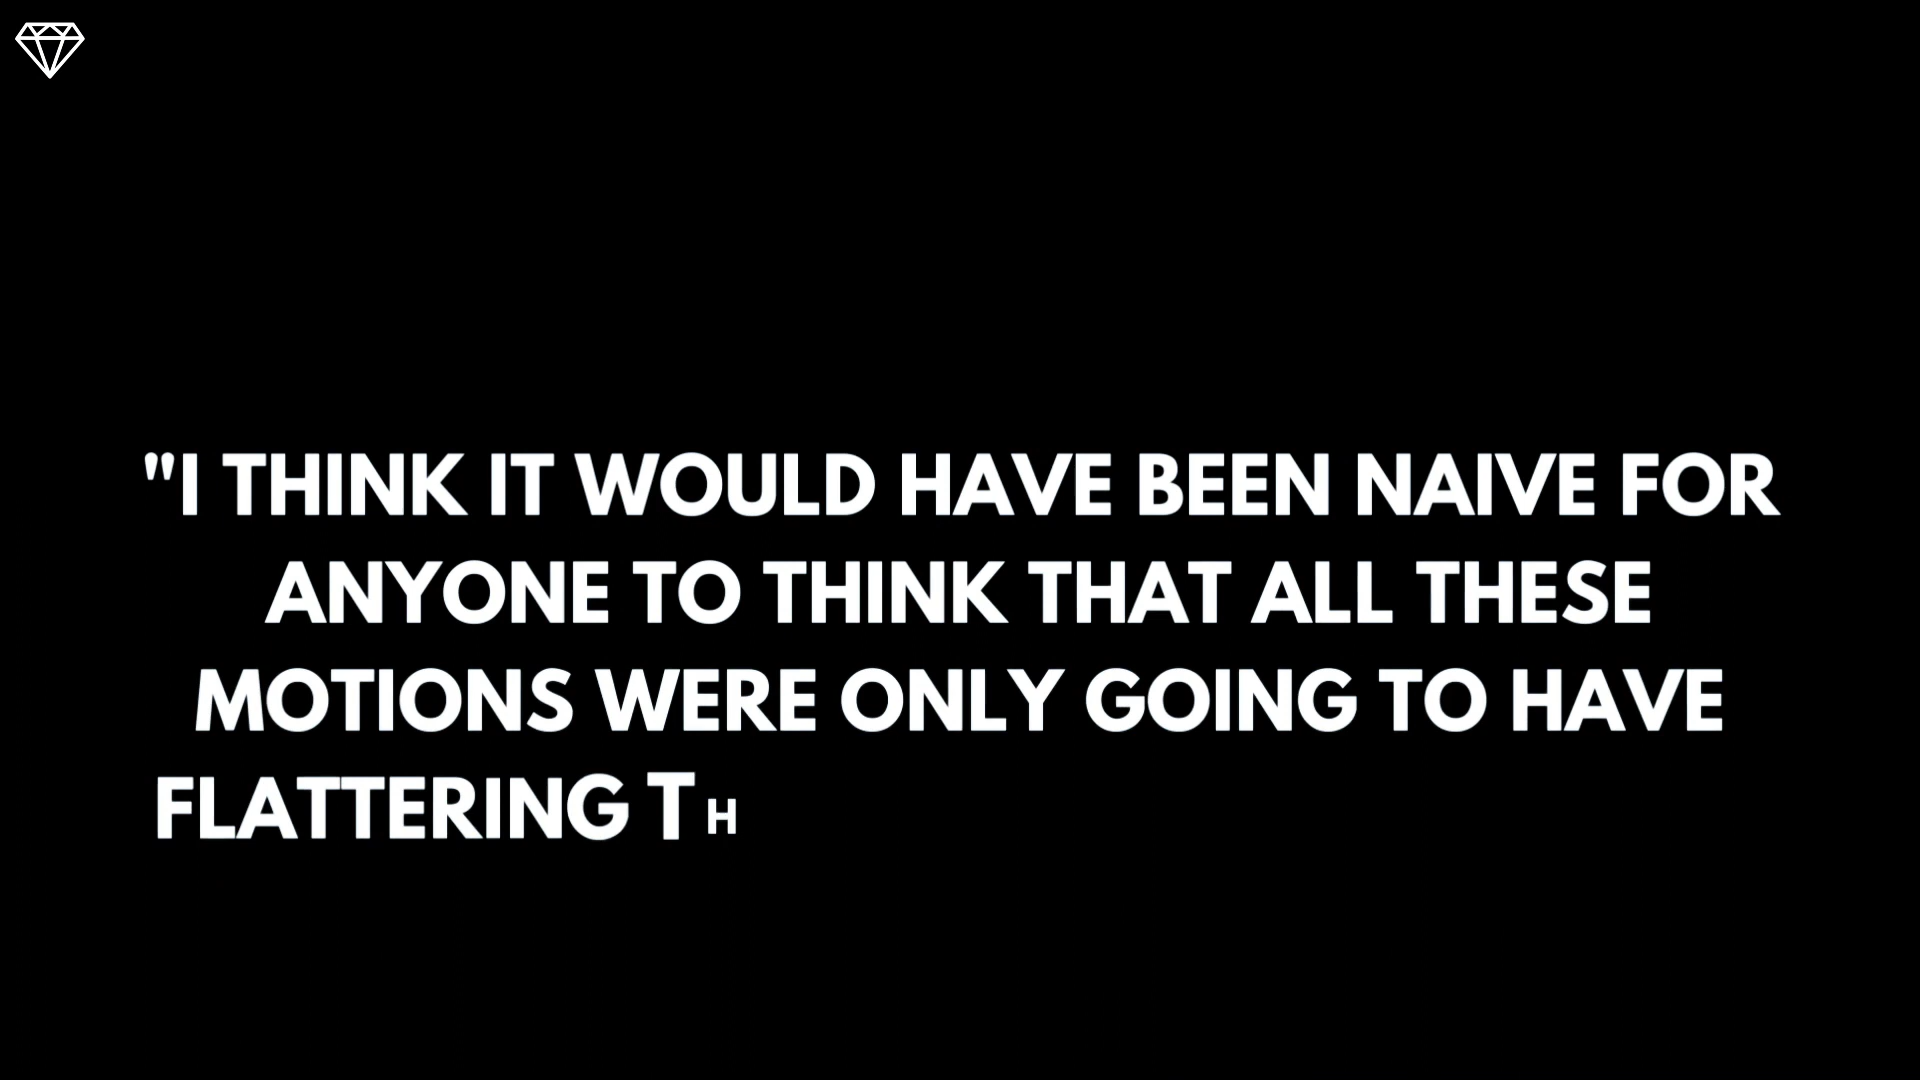 "I THINK IT WOULD HAVE BEEN NAIVE FOR
ANYONE TO THINK THAT ALL THESE
MOTIONS WERE ONLY GOING TO HAVE
FLATTERING TH